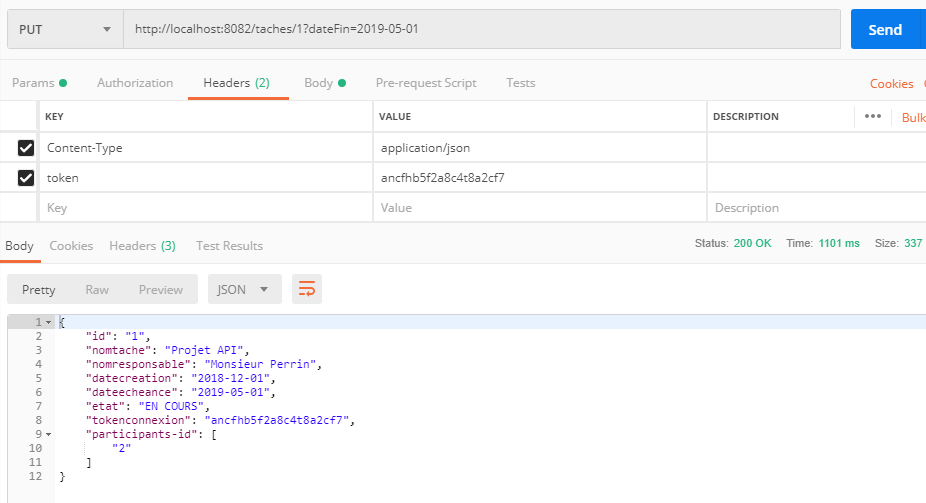 PUT http://localhost:8082/taches/1?dateFin=2019-05-01 Send
Params Authorization Headers (2) Body Pre-request Script Tests Cookies
KEY VALUE DESCRIPTION ••• Bulk
Content-Type application/json
token ancfhb5f2a8c4t8a2cf7
Key Value Description
Body Cookies Headers (3) Test Results Status: 200 OK Time: 1101 ms Size: 337
Pretty Raw Preview JSON
1 {
2 "id": "1",
3 "nomtache": "Projet API",
4 "nomresponsable": "Monsieur Perrin",
5 "datecreation": "2018-12-01",
6 "dateecheance": "2019-05-01",
7 "etat": "EN COURS",
8 "tokenconnexion": "ancfhb5f2a8c4t8a2cf7",
9 "participants-id": [
10 "2"
11 ]
12 }